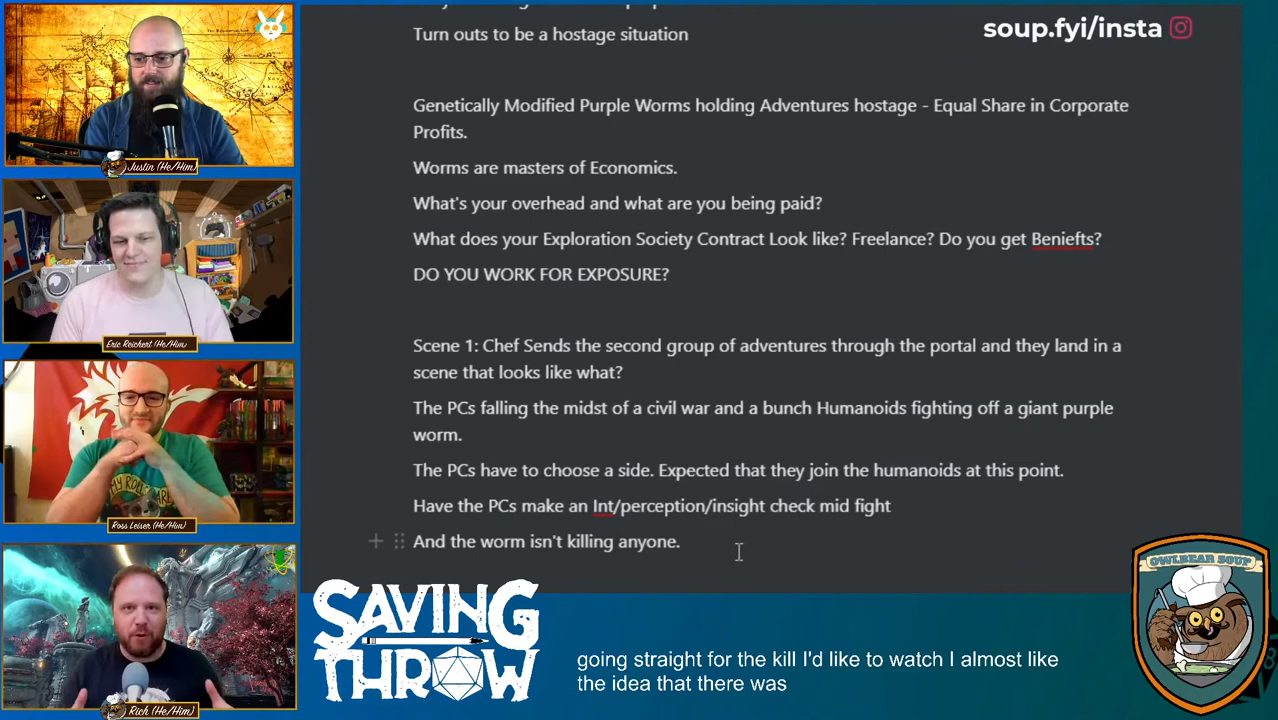 soup.fyi/insta
Turn outs to be a hostage situation
Genetically Modified Purple Worms holding Adventures hostage - Equal Share in Corporate
Profits.
Worms are masters of Economics.
What's your overhead and what are you being paid?
What does your Exploration Society Contract Look like? Freelance? Do you get Beniefts?
DO YOU WORK FOR EXPOSURE?
Scene 1: Chef Sends the second group of adventures through the portal and they land in a
scene that looks like what?
The PCs falling the midst of a civil war and a bunch Humanoids fighting off a giant purple
worm.
The PCs have to choose a side. Expected that they join the humanoids at this point.
Have the PCs make an Int/perception/insight check mid fight
And the worm isn't killing anyone.
Justin (He/Him)
Eric Reichert (He/Him)
MY ROLL
Ross Leiser (He/Him)
Rich (He/Him)
SAVING
THROW
going straight for the kill I'd like to watch I almost like
the idea that there was
OWLBEAR SOUP